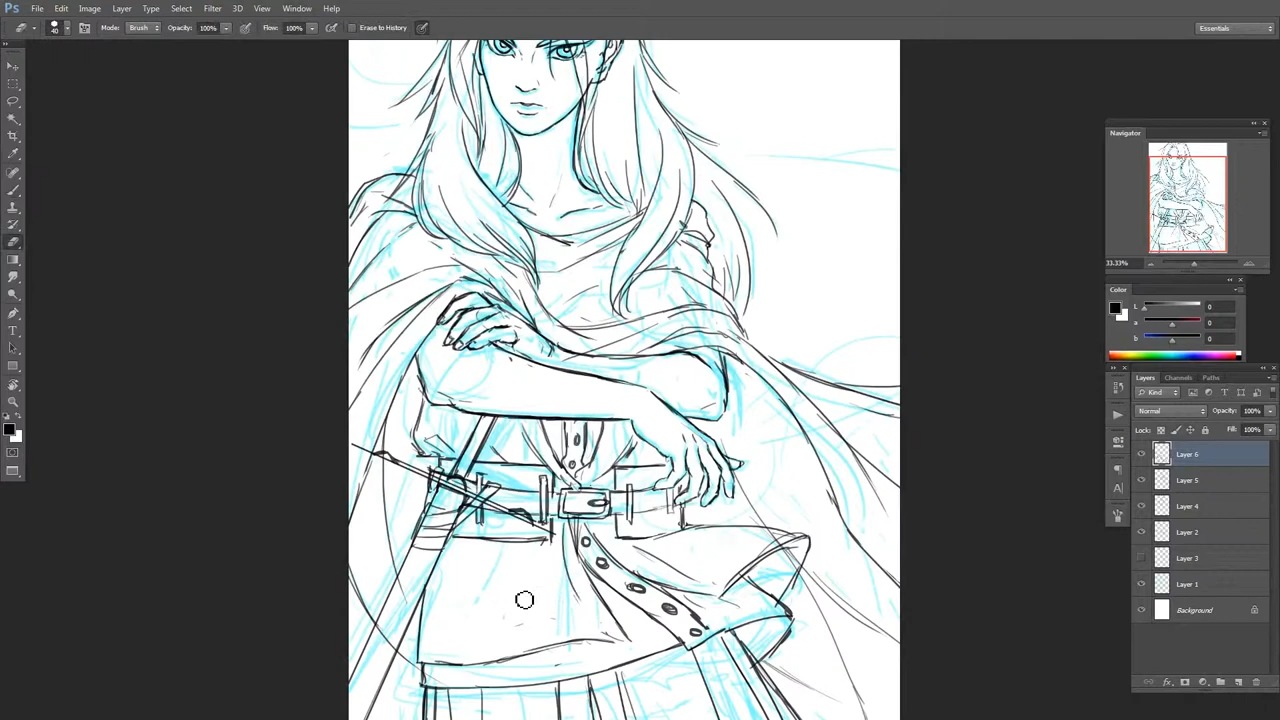 Ps File Edit Image Layer Type Select Filter 3D View Window Help
40 Mode: Brush Opacity: 100% Flow: 100% Erase to History Essentials
Navigator
33.33%
Color
L 0
a 0
b 0
Layers Channels Paths
Kind
Normal Opacity: 100%
Lock: Fill: 100%
Layer 6
Layer 5
Layer 4
Layer 2
Layer 3
Layer 1
Background